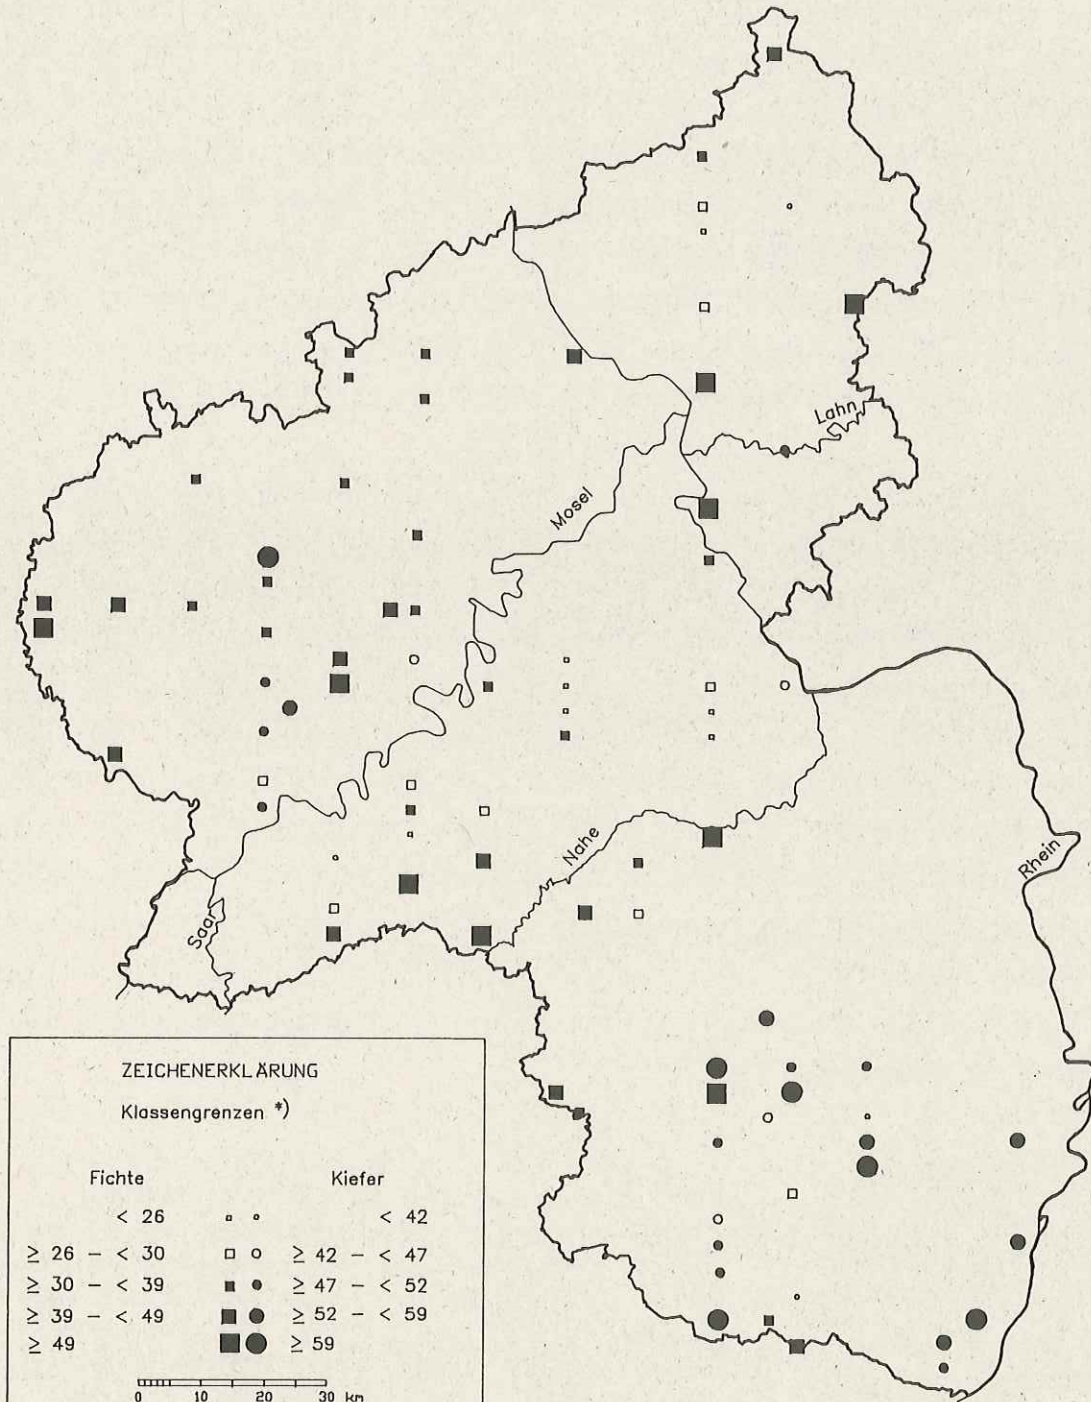 Lahn
Mosel
Nahe
Rhein
Saar
ZEICHENERKLÄRUNG
Klassengrenzen *)
Fichte Kiefer
< 26 < 42
≥ 26 – < 30 ≥ 42 – < 47
≥ 30 – < 39 ≥ 47 – < 52
≥ 39 – < 49 ≥ 52 – < 59
≥ 49 ≥ 59
0 10 20 30 km